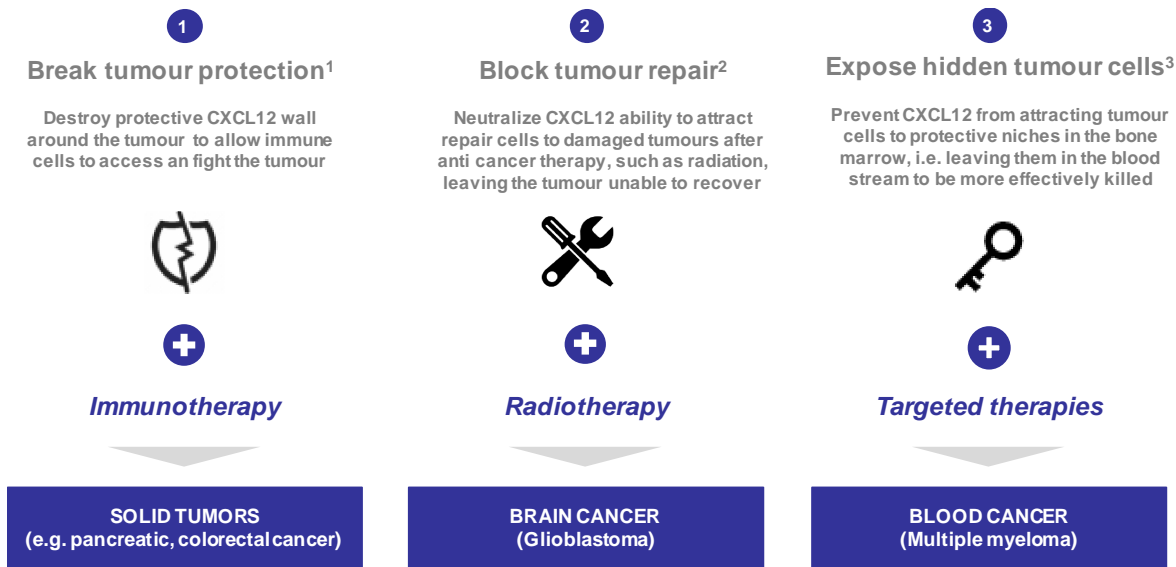 1
Break tumour protection¹
Destroy protective CXCL12 wall
around the tumour to allow immune
cells to access an fight the tumour
Immunotherapy
SOLID TUMORS
(e.g. pancreatic, colorectal cancer)
2
Block tumour repair²
Neutralize CXCL12 ability to attract
repair cells to damaged tumours after
anti cancer therapy, such as radiation,
leaving the tumour unable to recover
Radiotherapy
BRAIN CANCER
(Glioblastoma)
3
Expose hidden tumour cells³
Prevent CXCL12 from attracting tumour
cells to protective niches in the bone
marrow, i.e. leaving them in the blood
stream to be more effectively killed
Targeted therapies
BLOOD CANCER
(Multiple myeloma)